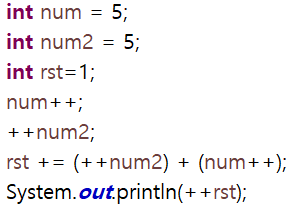 int num = 5;
int num2 = 5;
int rst=1;
num++;
++num2;
rst += (++num2) + (num++);
System.out.println(++rst);